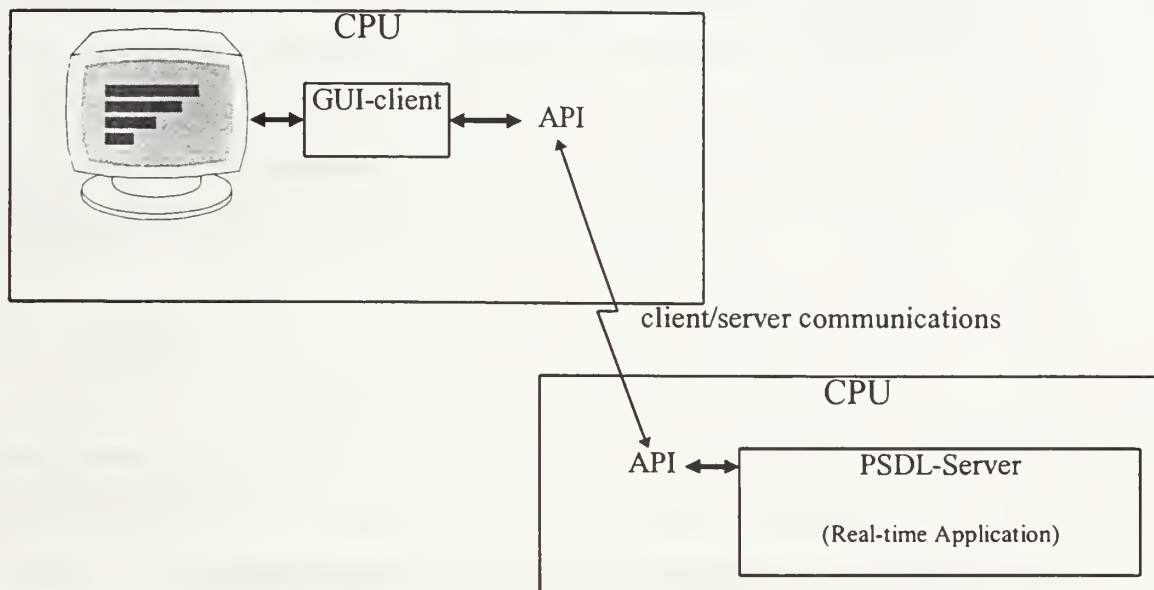 CPU
GUI-client
API
client/server communications
CPU
API
PSDL-Server
(Real-time Application)